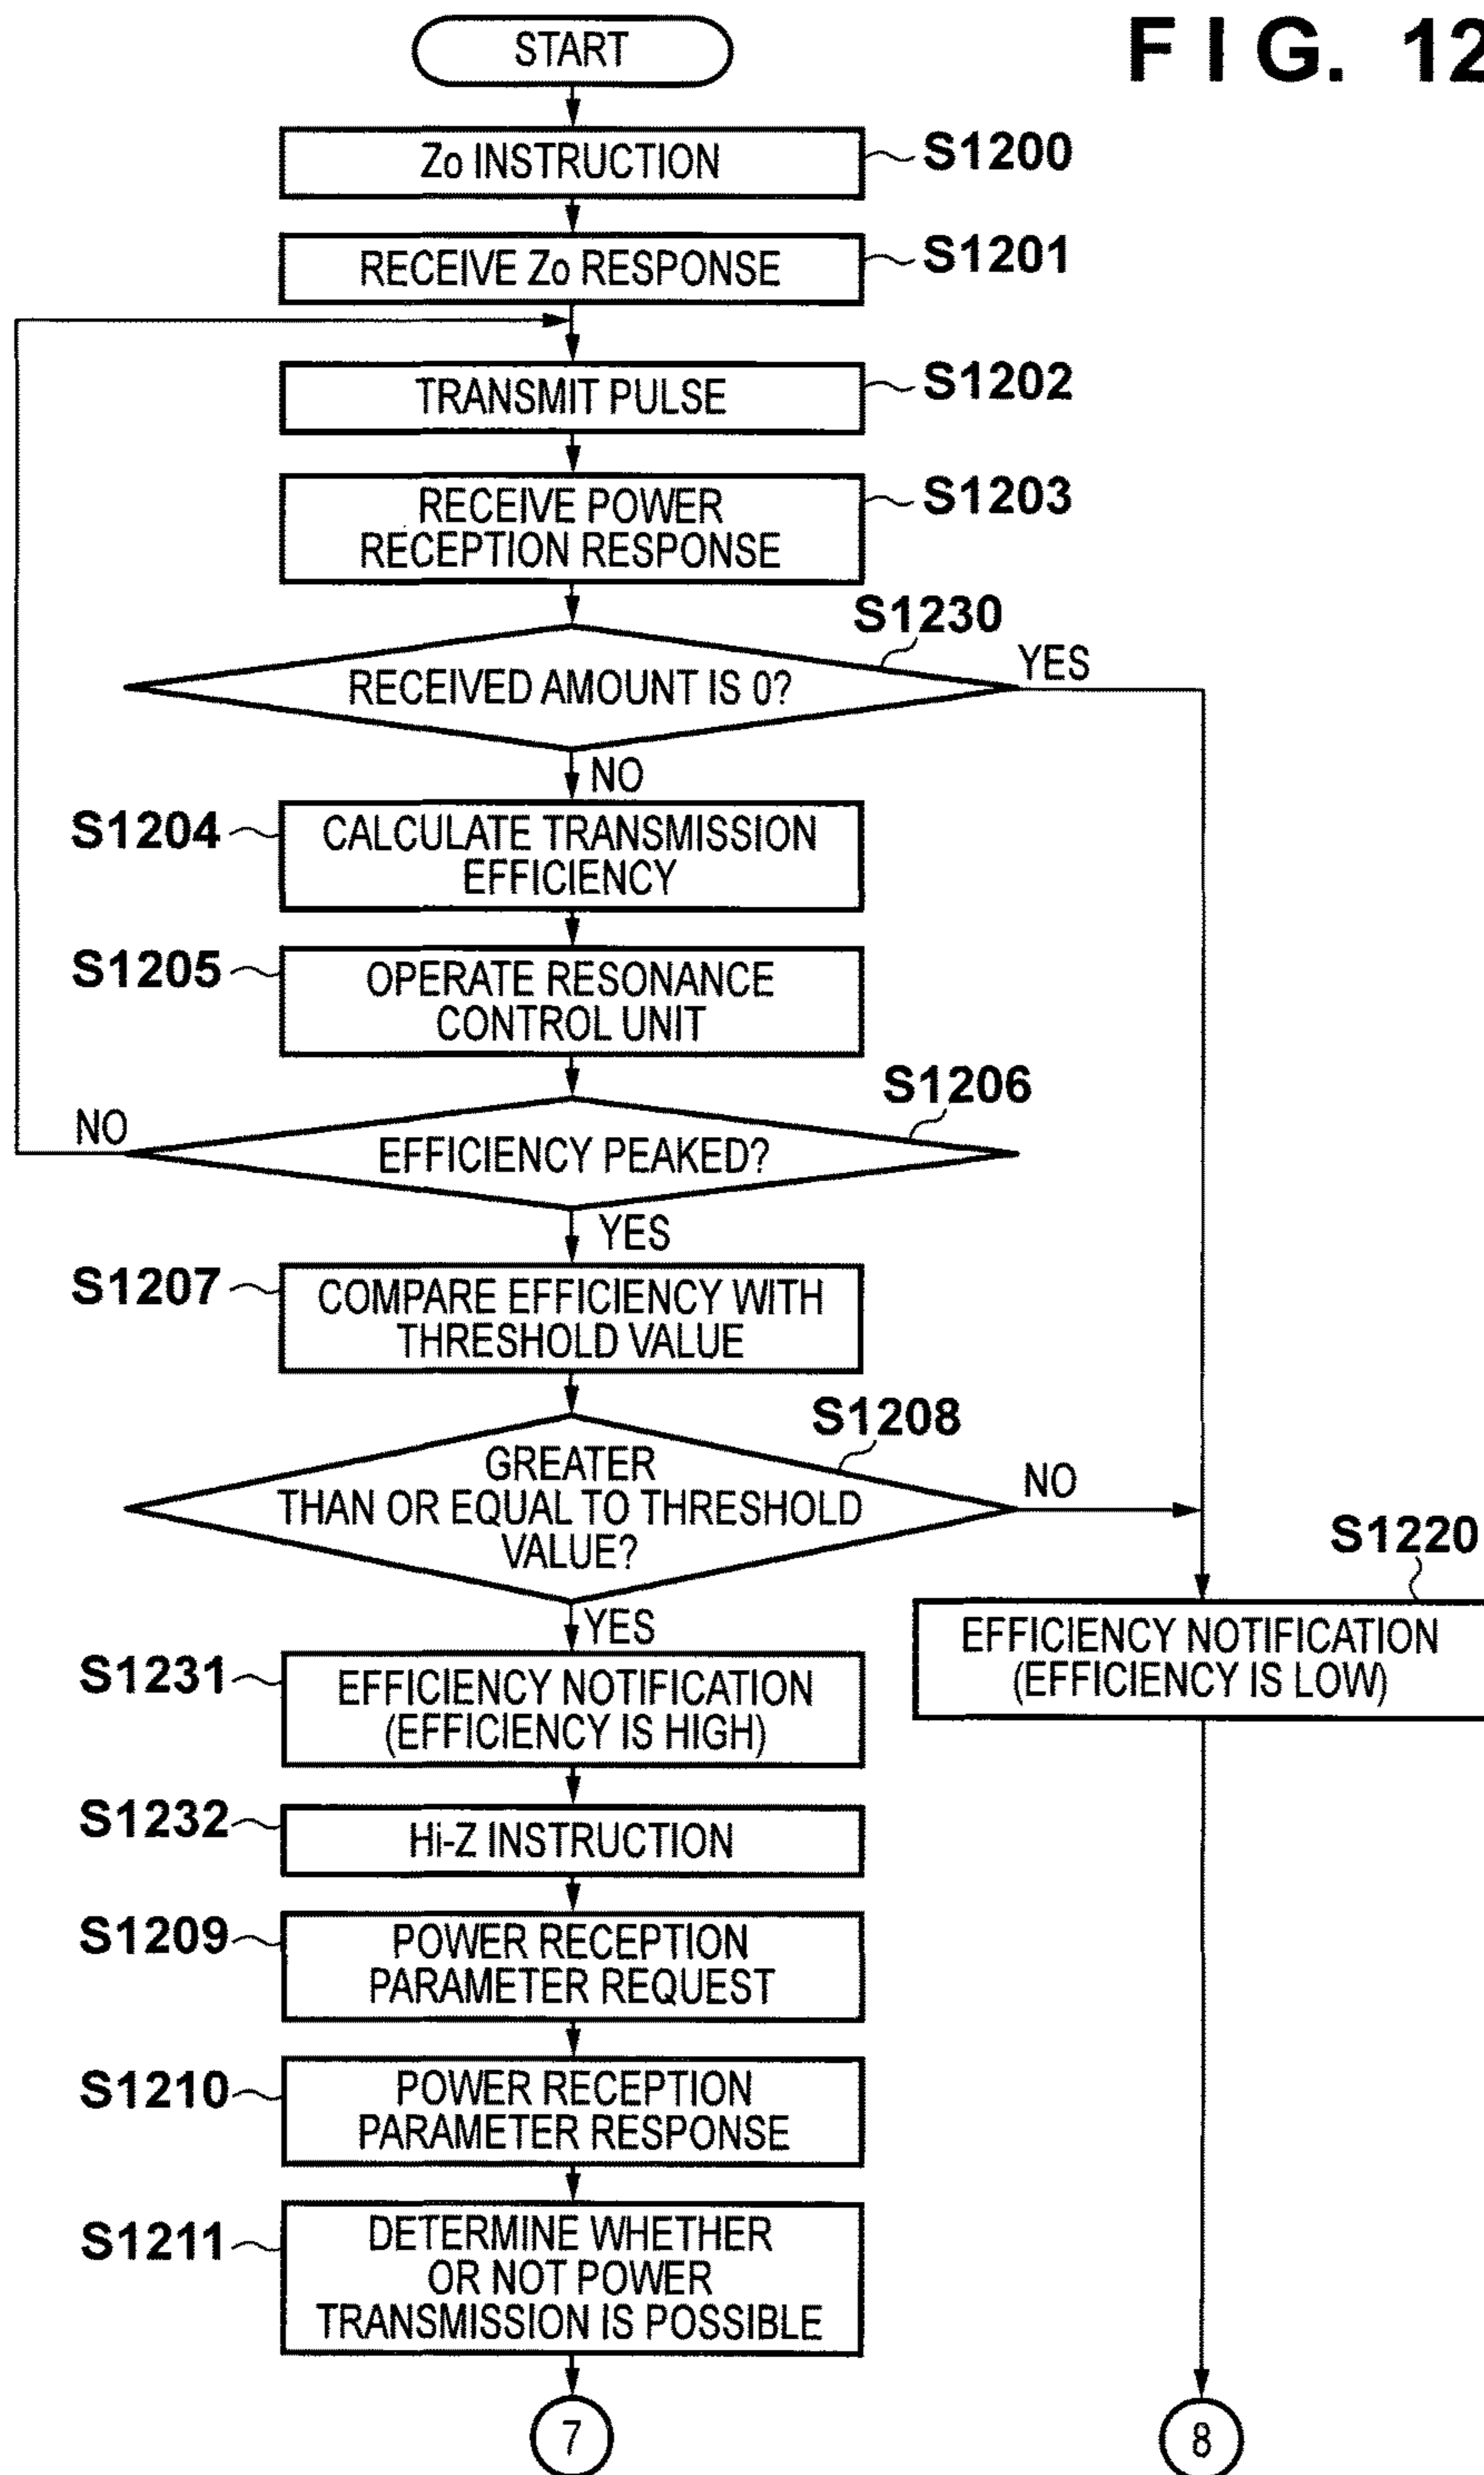 FIG. 12
START
Zo INSTRUCTION
S1200
RECEIVE Zo RESPONSE
S1201
TRANSMIT PULSE
S1202
RECEIVE POWER
RECEPTION RESPONSE
S1203
S1230
RECEIVED AMOUNT IS 0?
YES
NO
S1204
CALCULATE TRANSMISSION
EFFICIENCY
S1205
OPERATE RESONANCE
CONTROL UNIT
S1206
NO
EFFICIENCY PEAKED?
YES
S1207
COMPARE EFFICIENCY WITH
THRESHOLD VALUE
S1208
GREATER
THAN OR EQUAL TO THRESHOLD
VALUE?
NO
YES
S1220
EFFICIENCY NOTIFICATION
(EFFICIENCY IS LOW)
S1231
EFFICIENCY NOTIFICATION
(EFFICIENCY IS HIGH)
S1232
Hi-Z INSTRUCTION
S1209
POWER RECEPTION
PARAMETER REQUEST
S1210
POWER RECEPTION
PARAMETER RESPONSE
S1211
DETERMINE WHETHER
OR NOT POWER
TRANSMISSION IS POSSIBLE
7
8